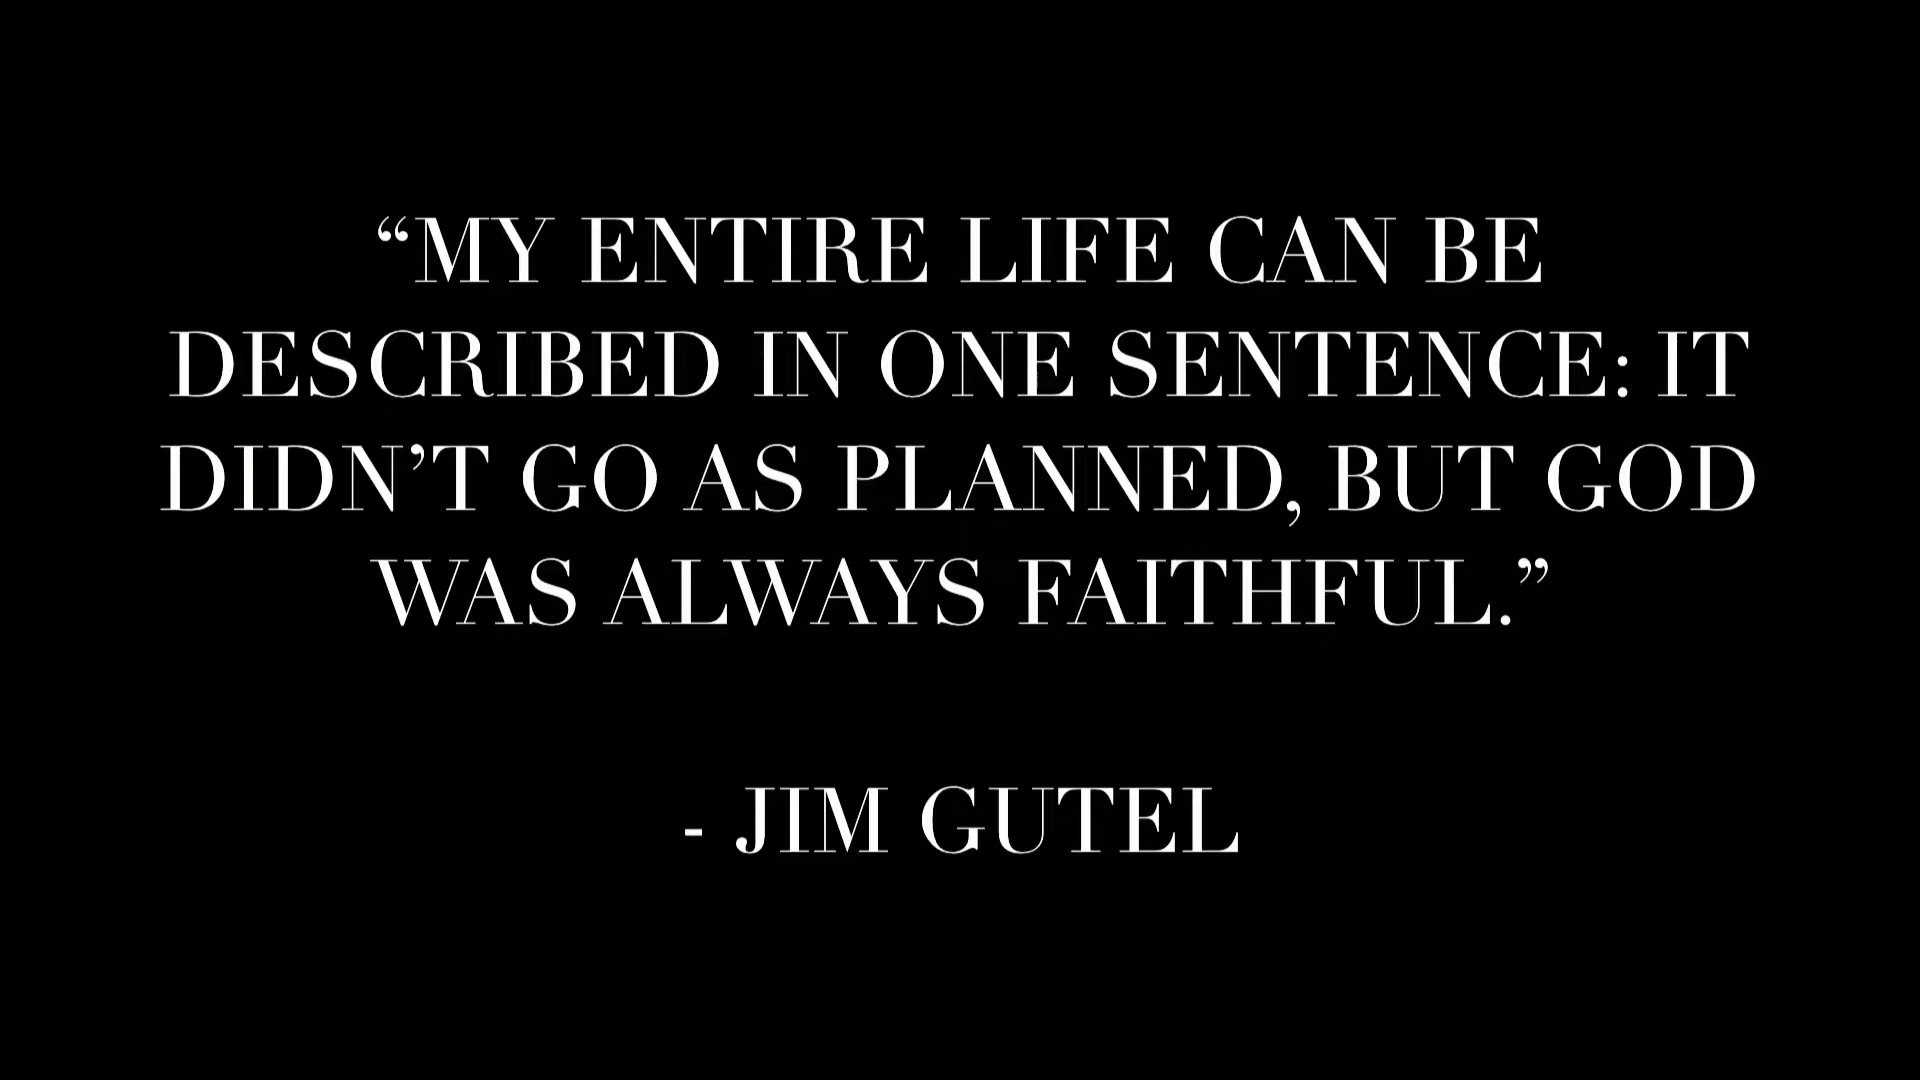 “MY ENTIRE LIFE CAN BE
DESCRIBED IN ONE SENTENCE: IT
DIDN’T GO AS PLANNED, BUT GOD
WAS ALWAYS FAITHFUL.”
- JIM GUTEL